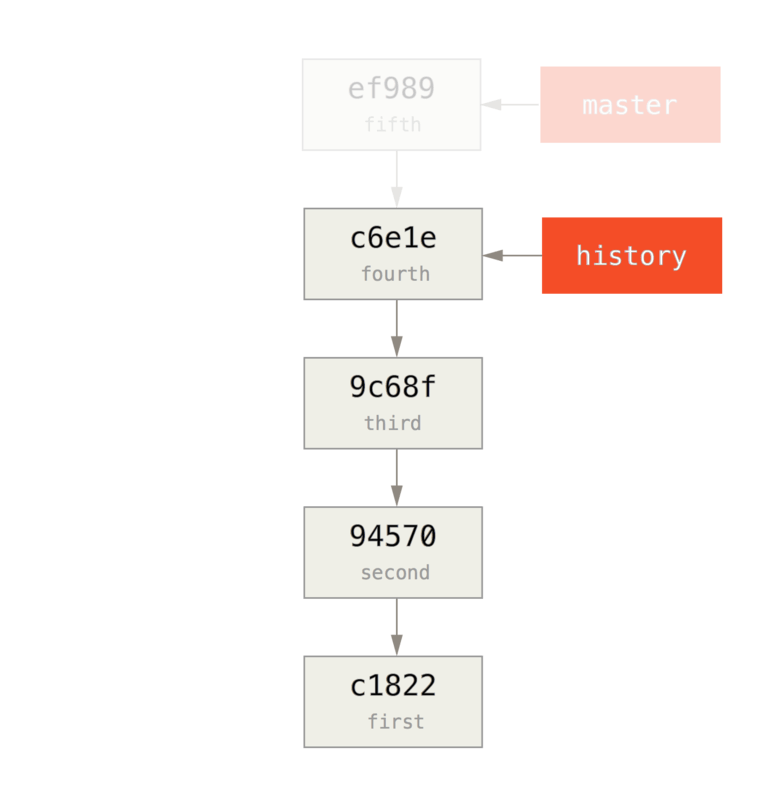 ef989
fifth
master
c6e1e
fourth
history
9c68f
third
94570
second
c1822
first